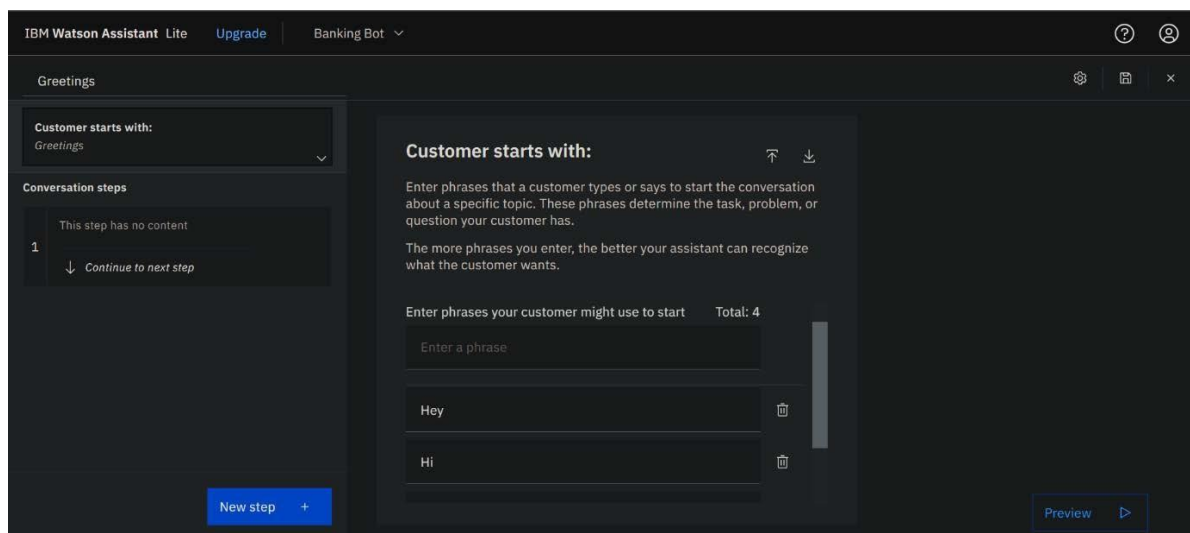 IBM Watson Assistant Lite Upgrade Banking Bot
Greetings
Customer starts with:
Greetings
Conversation steps
1
This step has no content
Continue to next step
New step +
Customer starts with:
Enter phrases that a customer types or says to start the conversation
about a specific topic. These phrases determine the task, problem, or
question your customer has.
The more phrases you enter, the better your assistant can recognize
what the customer wants.
Enter phrases your customer might use to start Total: 4
Enter a phrase
Hey
Hi
Preview